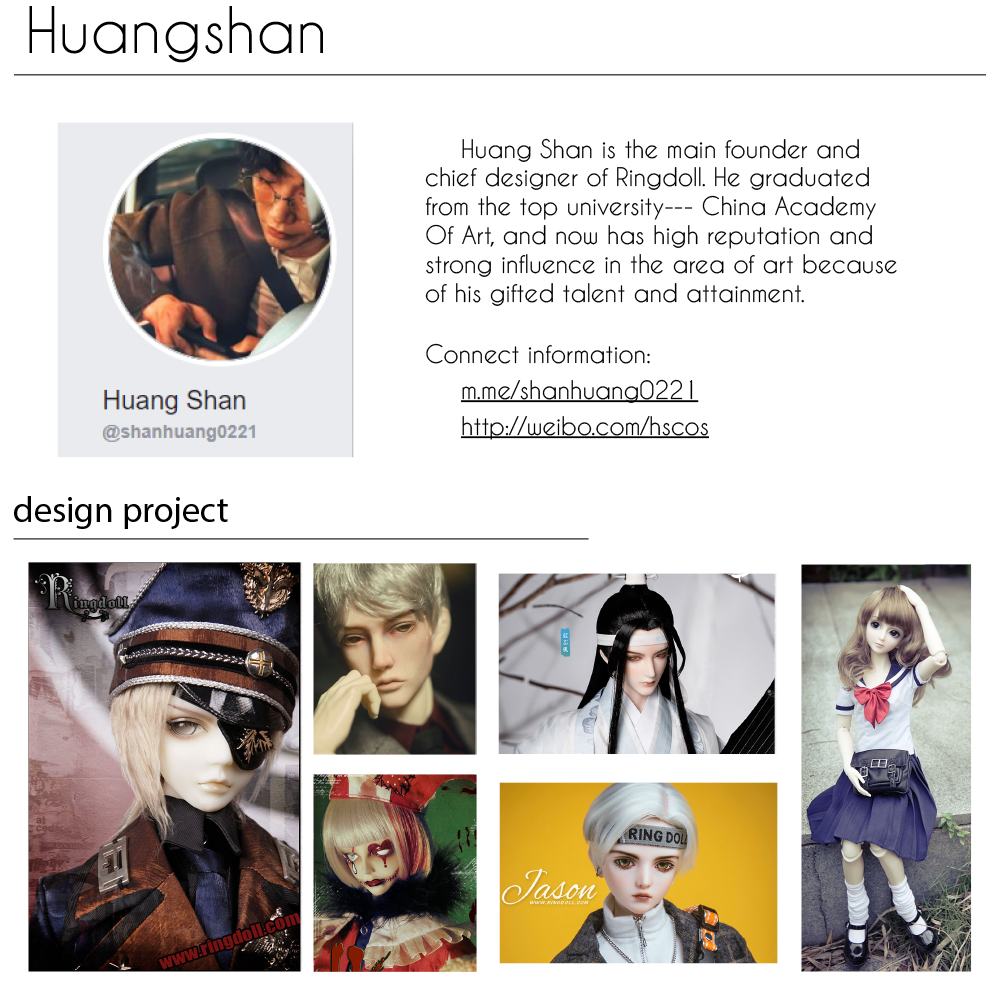 Huangshan
Huang Shan is the main founder and
chief designer of Ringdoll. He graduated
from the top university--- China Academy
Of Art, and now has high reputation and
strong influence in the area of art because
of his gifted talent and attainment.
Huang Shan
@shanhuang0221
Connect information:
m.me/shanhuang0221
http://weibo.com/hscos
design project
Ringdoll
www.ringdoll.com
RING DOLL
Jason
WWW.RINGDOLL.COM